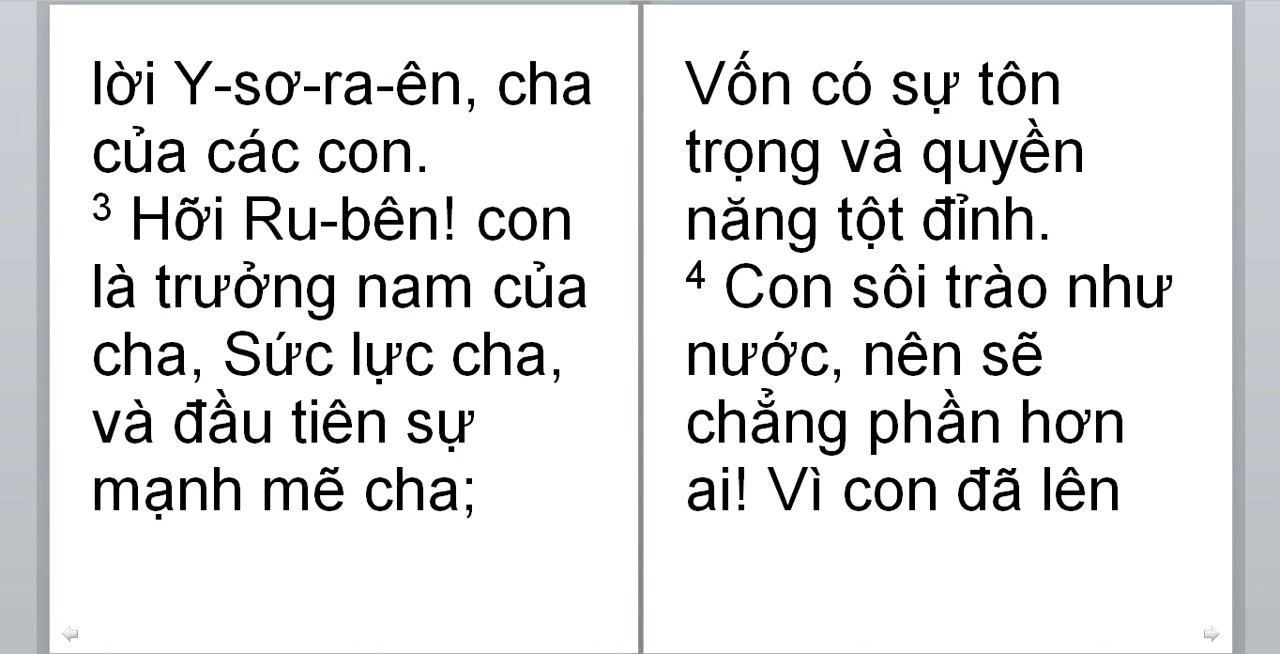 lời Y-sơ-ra-ên, cha
của các con.
³ Hỡi Ru-bên! con
là trưởng nam của
cha, Sức lực cha,
và đầu tiên sự
mạnh mẽ cha;
Vốn có sự tôn
trọng và quyền
năng tột đỉnh.
⁴ Con sôi trào như
nước, nên sẽ
chẳng phần hơn
ai! Vì con đã lên